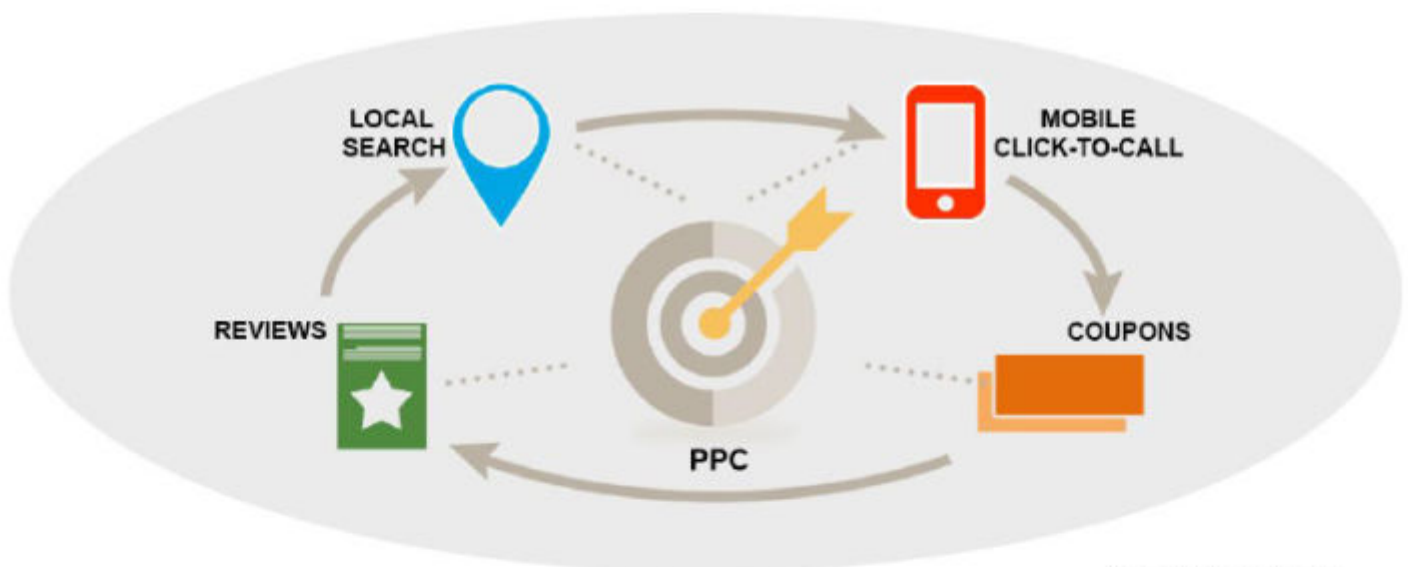 LOCAL
SEARCH
MOBILE
CLICK-TO-CALL
REVIEWS
COUPONS
PPC